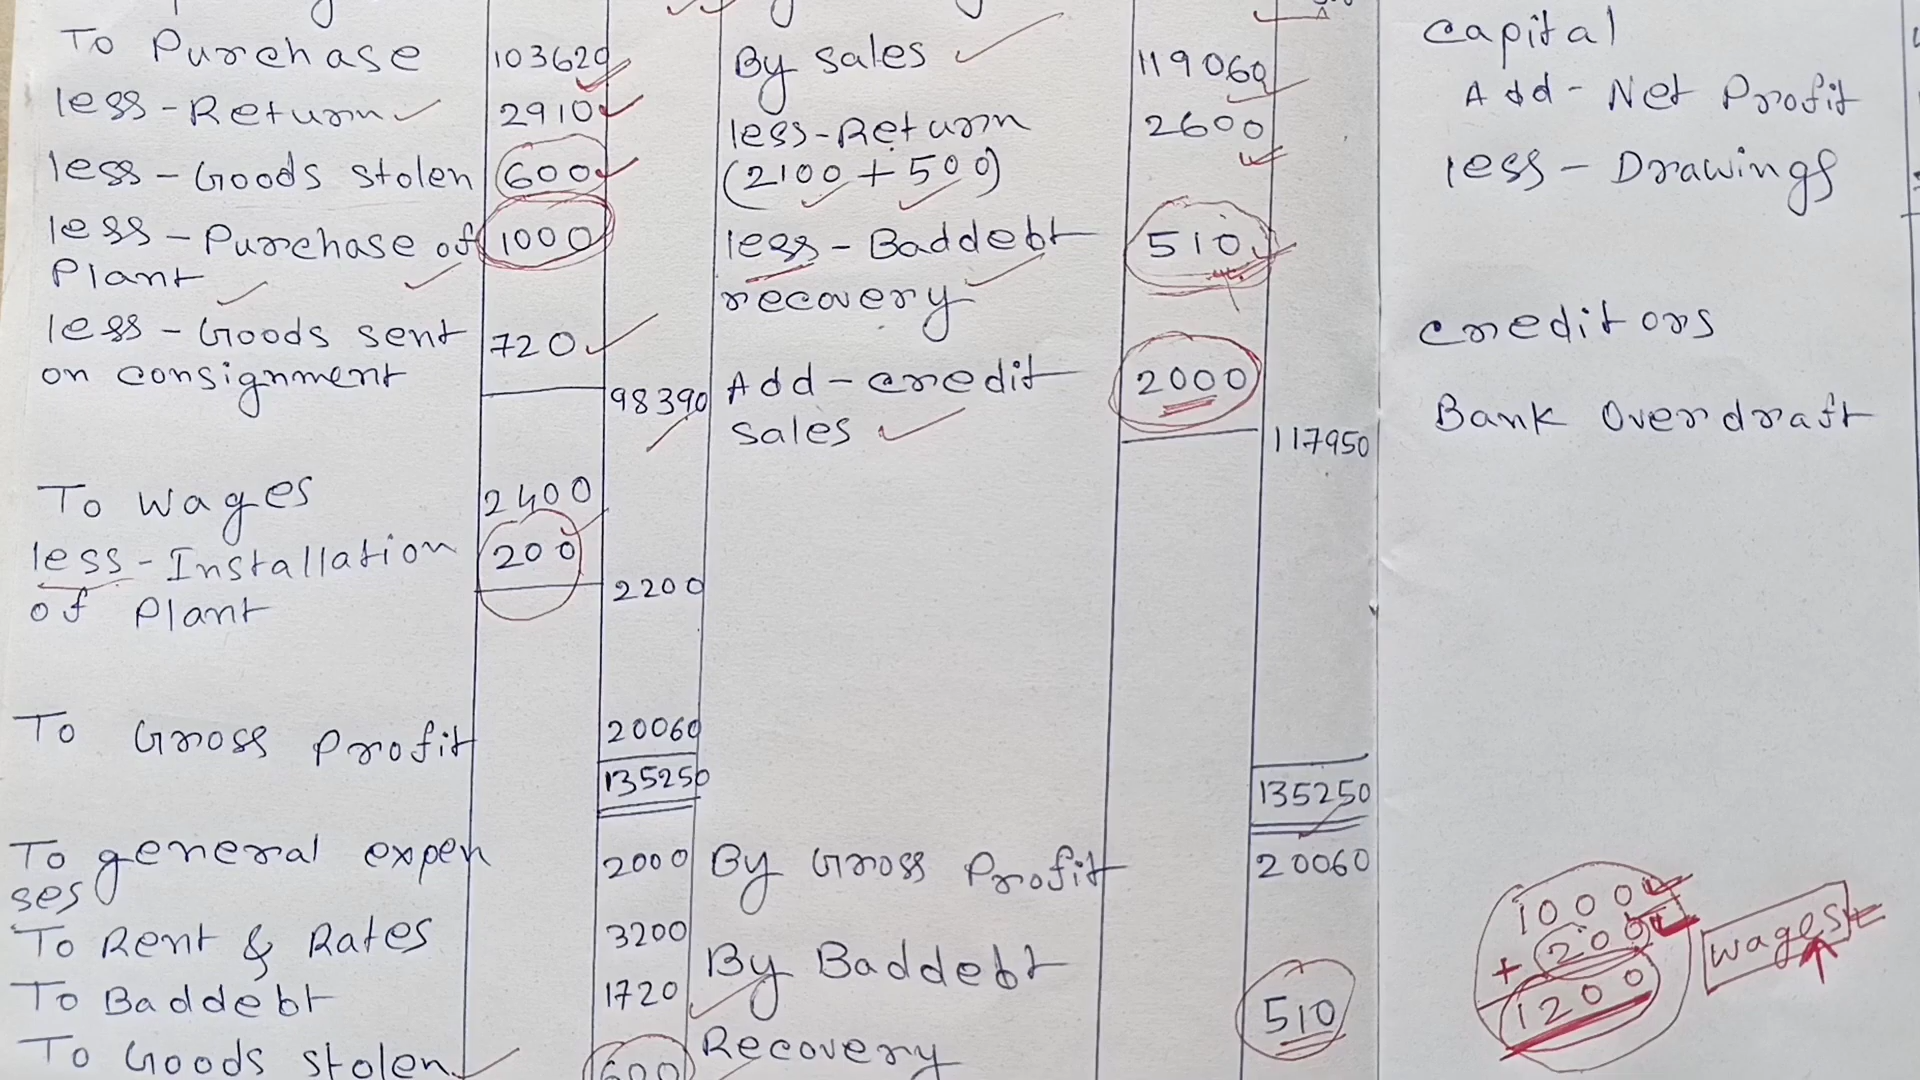 To Purchase 103620
less-Return 2910
less-Goods stolen 600
less-Purchase of 1000
Plant
less-Goods sent 720
on consignment
98390
To Wages 2400
less-Installation 200
of Plant 2200
To Gross Profit 20060
135250
To general expen 2000
ses
To Rent & Rates 3200
To Baddebt 1720
To Goods stolen 600
By sales 119060
less-Return 2600
(2100+500)
less-Baddebt 510
recovery
Add-credit 2000
sales
117950
135250
By Gross Profit 20060
By Baddebt
Recovery 510
capital
Add-Net Profit
less-Drawings
creditors
Bank Overdraft
1000
+200 wages
1200